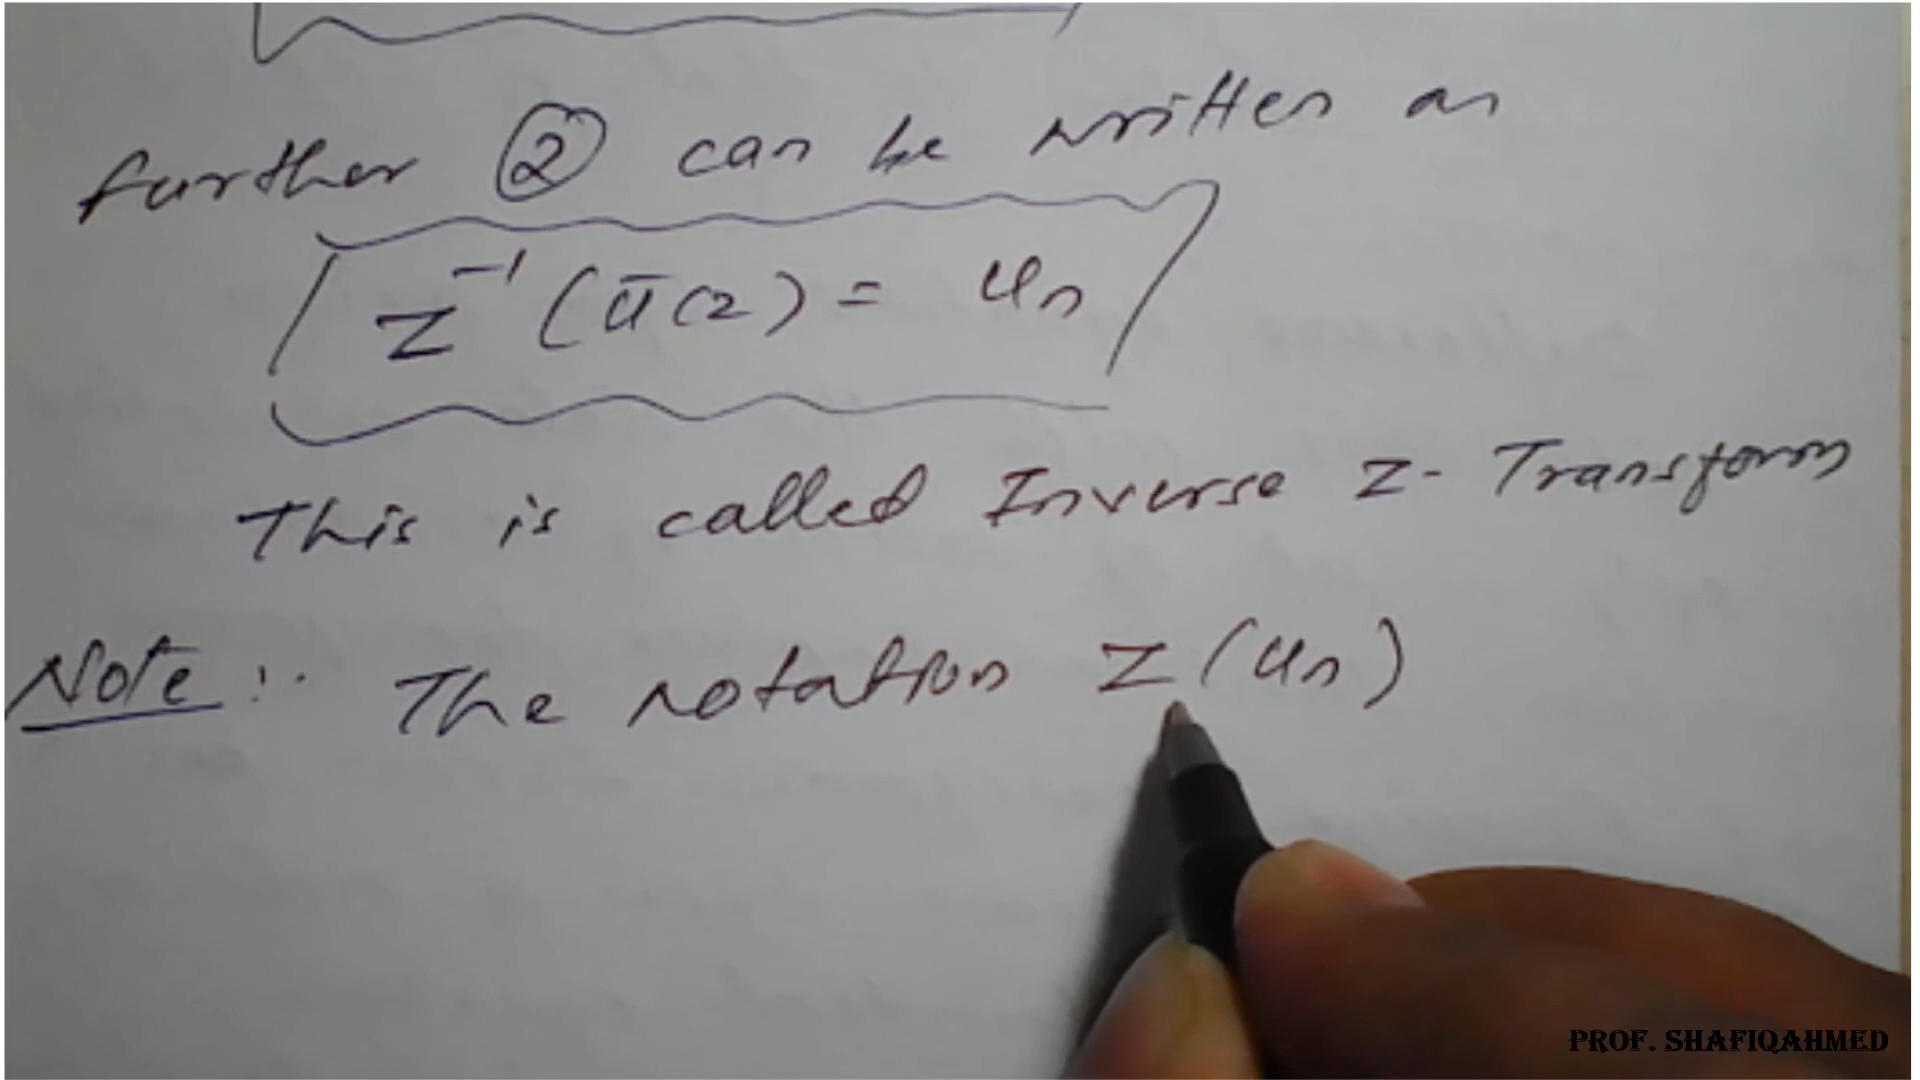 further ② can be written as
Z⁻¹(ū(z) = uₙ
This is called Inverse Z-Transform
Note :- The notation Z(uₙ)
PROF. SHAFIQAHMED